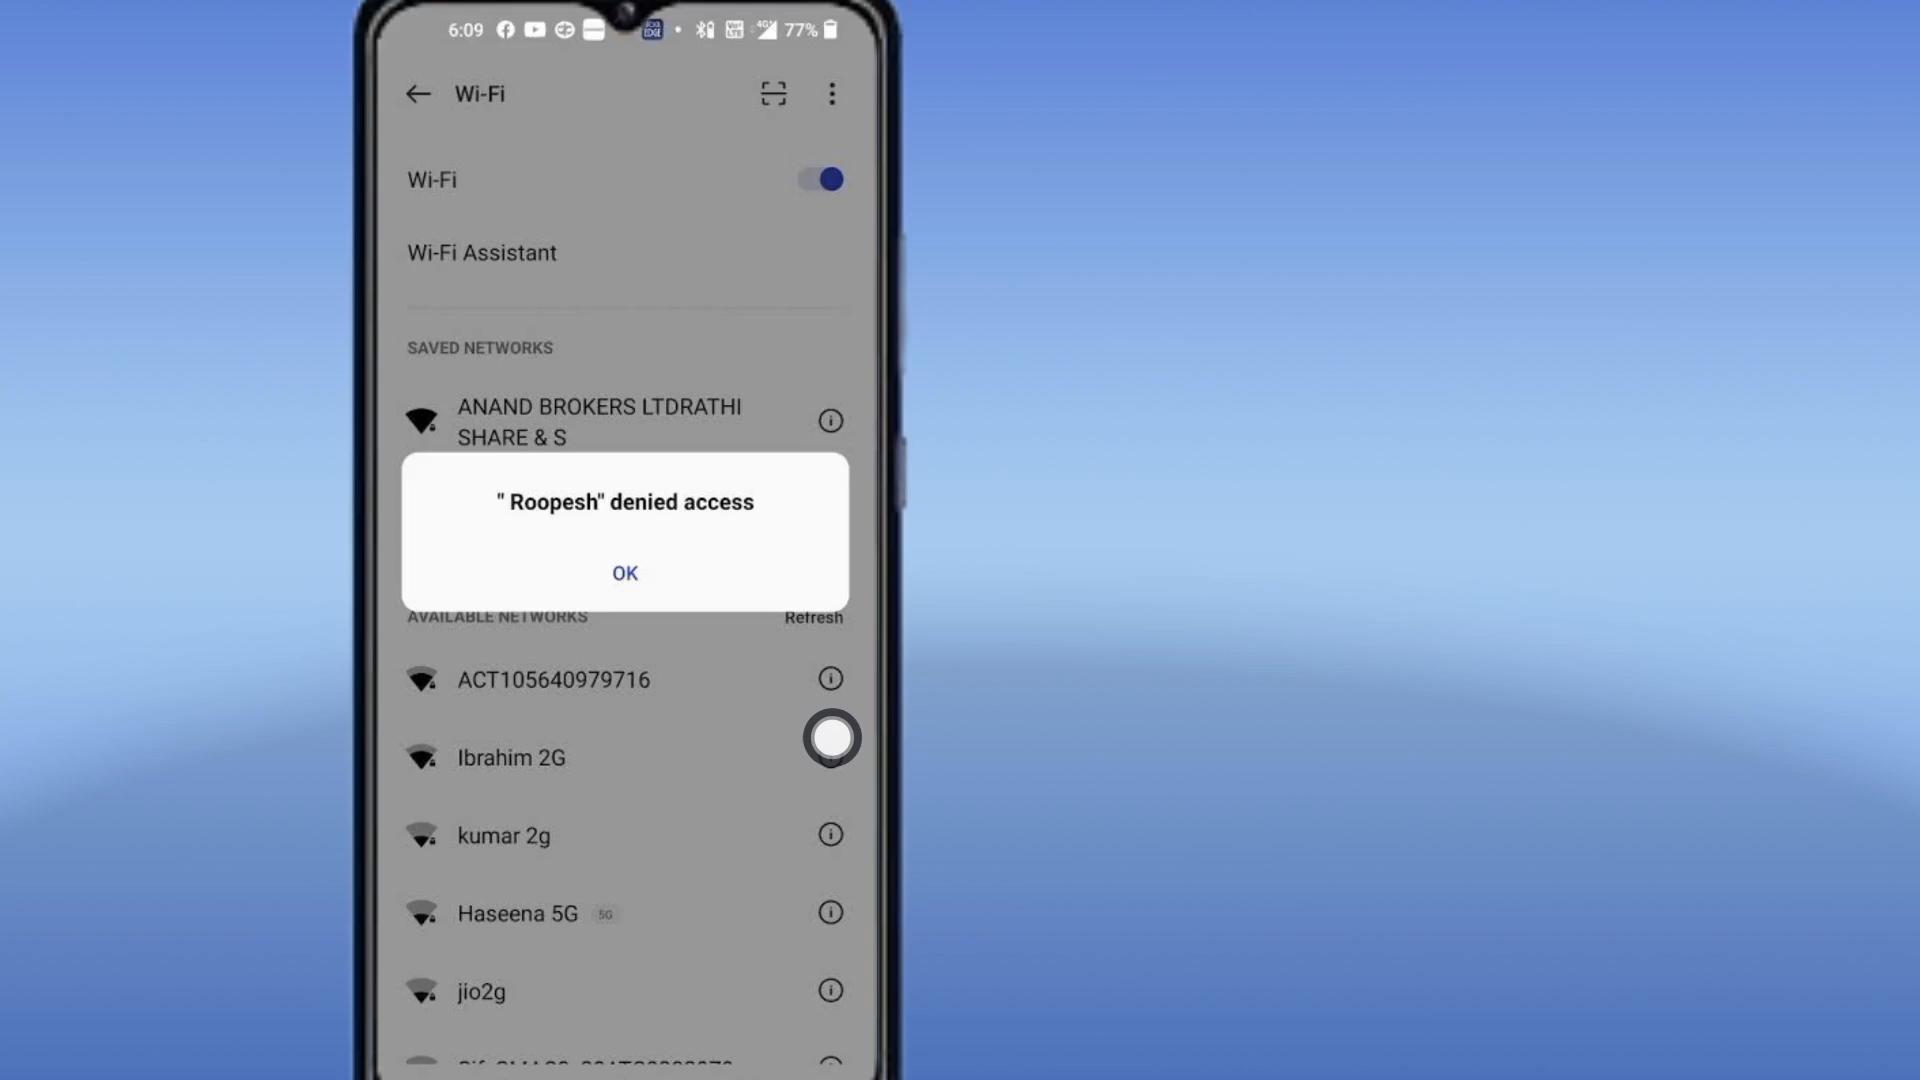 6:09 77%
Wi-Fi
Wi-Fi
Wi-Fi Assistant
SAVED NETWORKS
ANAND BROKERS LTDRATHI
SHARE & S
" Roopesh" denied access
OK
AVAILABLE NETWORKS Refresh
ACT105640979716
Ibrahim 2G
kumar 2g
Haseena 5G 5G
jio2g